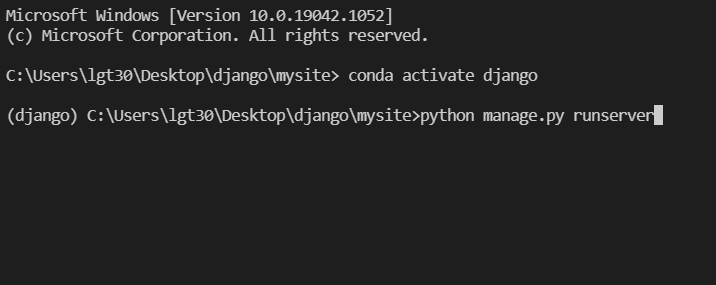 Microsoft Windows [Version 10.0.19042.1052]
(c) Microsoft Corporation. All rights reserved.
C:\Users\lgt30\Desktop\django\mysite> conda activate django
(django) C:\Users\lgt30\Desktop\django\mysite>python manage.py runserver